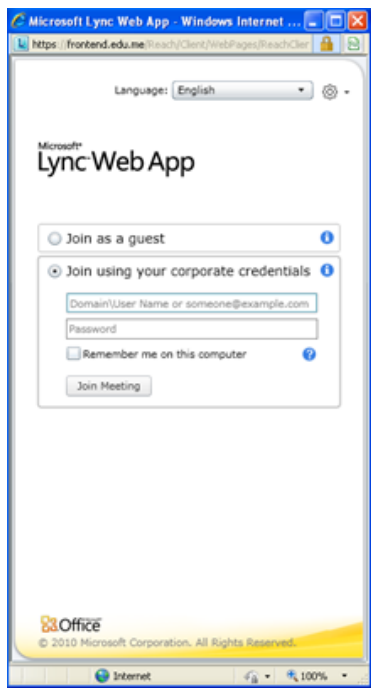 Microsoft Lync Web App - Windows Internet ...
https://frontend.edu.me/Reach/Client/WebPages/ReachClier
Language: English
Microsoft®
Lync Web App
Join as a guest
Join using your corporate credentials
Domain\User Name or someone@example.com
Password
Remember me on this computer
Join Meeting
Office
© 2010 Microsoft Corporation. All Rights Reserved.
Internet 100%